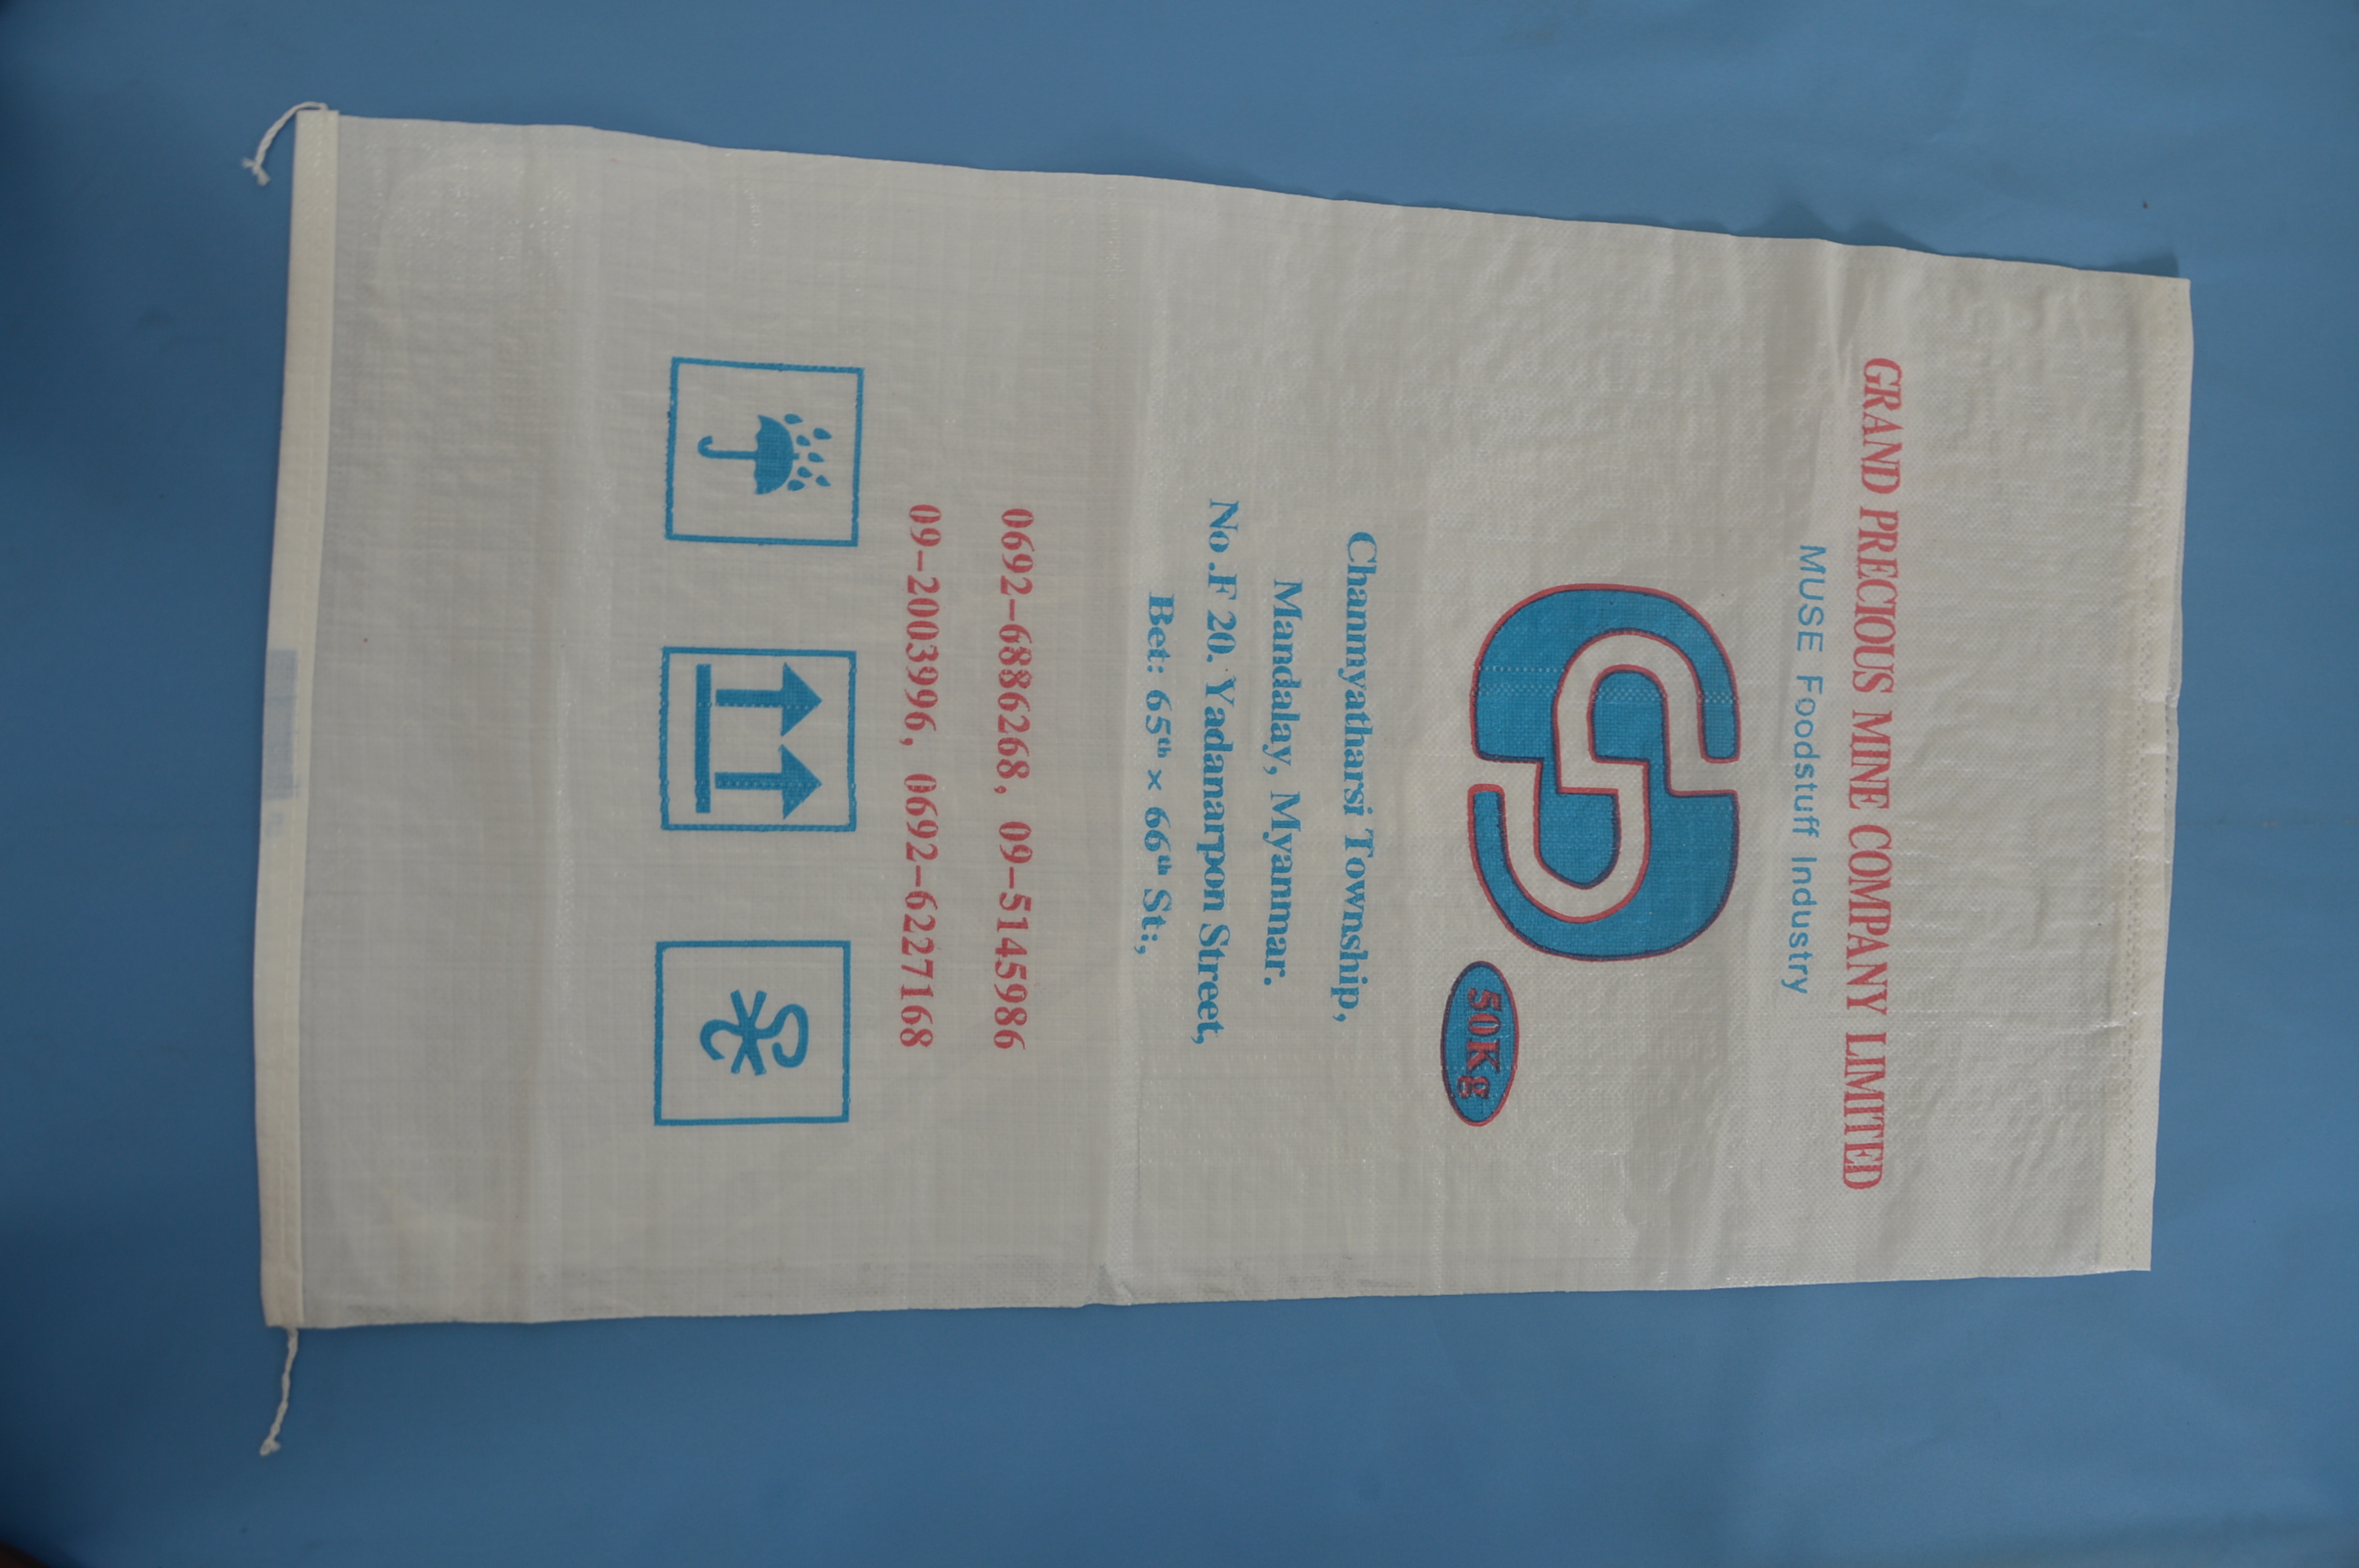 GRAND PRECIOUS MINE COMPANY LIMITED
MUSE Foodstuff Industry
50Kg
Chanmyatharsi Township,
Mandalay, Myanmar.
No .F 20. Yadanarpon Street,
Bet: 65th × 66th St:,
0692-6886268, 09-5145986
09-2003996, 0692-6227168